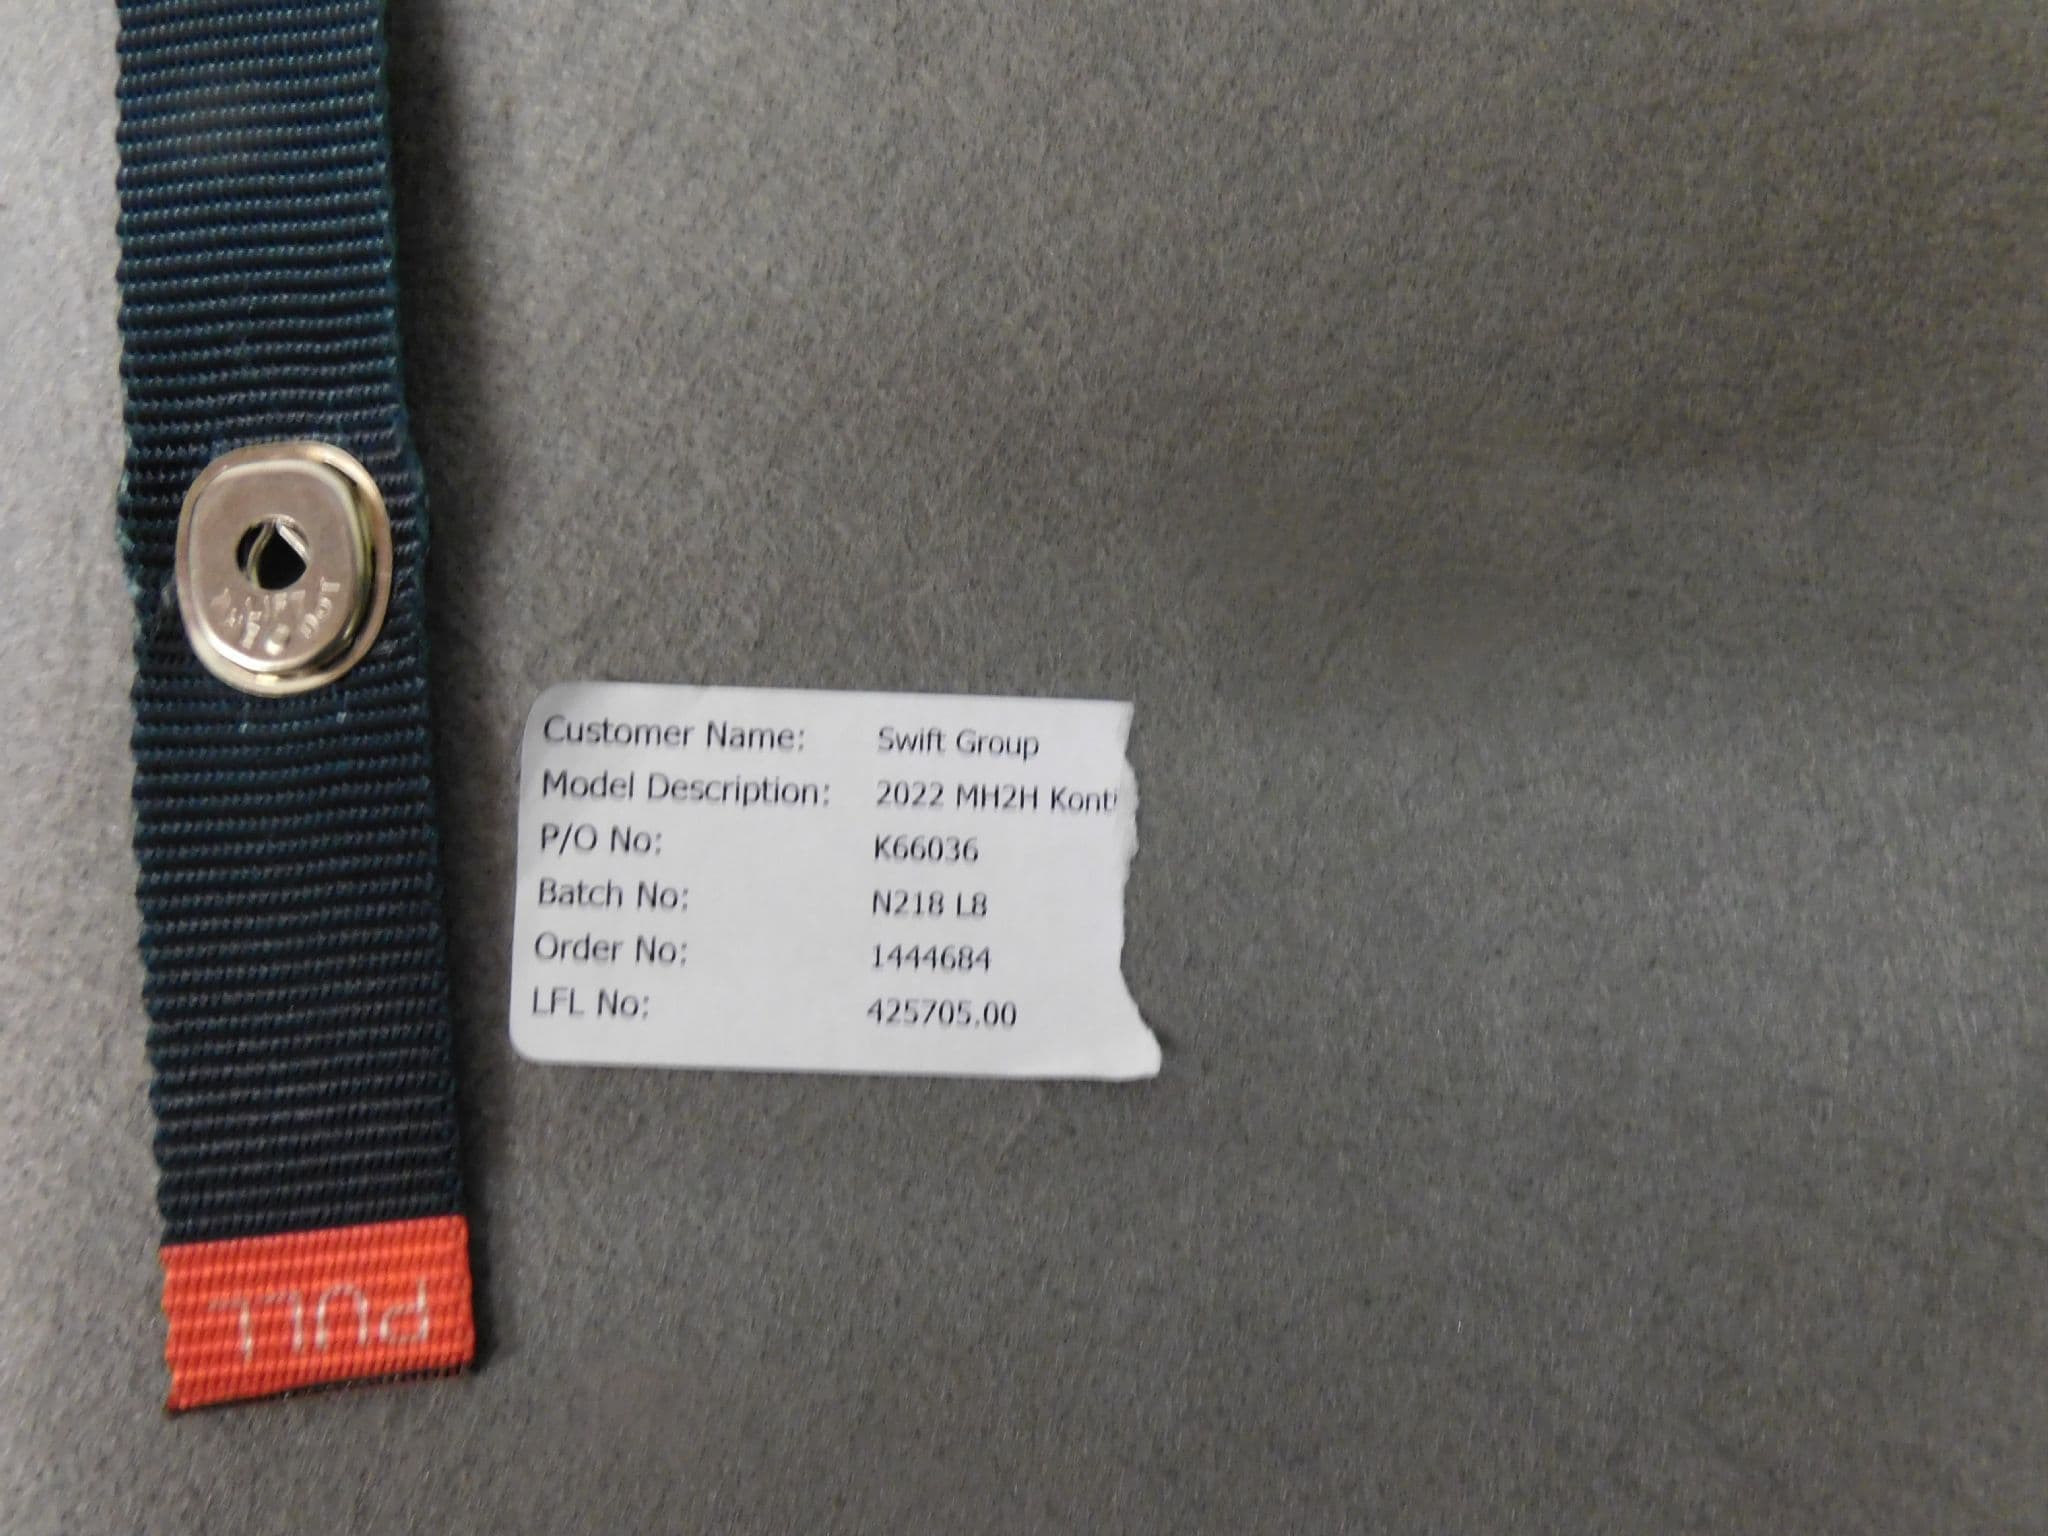 Customer Name: Swift Group
Model Description: 2022 MH2H
P/O No: K66036
Batch No: N218 L8
Order No: 1444684
LFL No: 425705.00
PULL